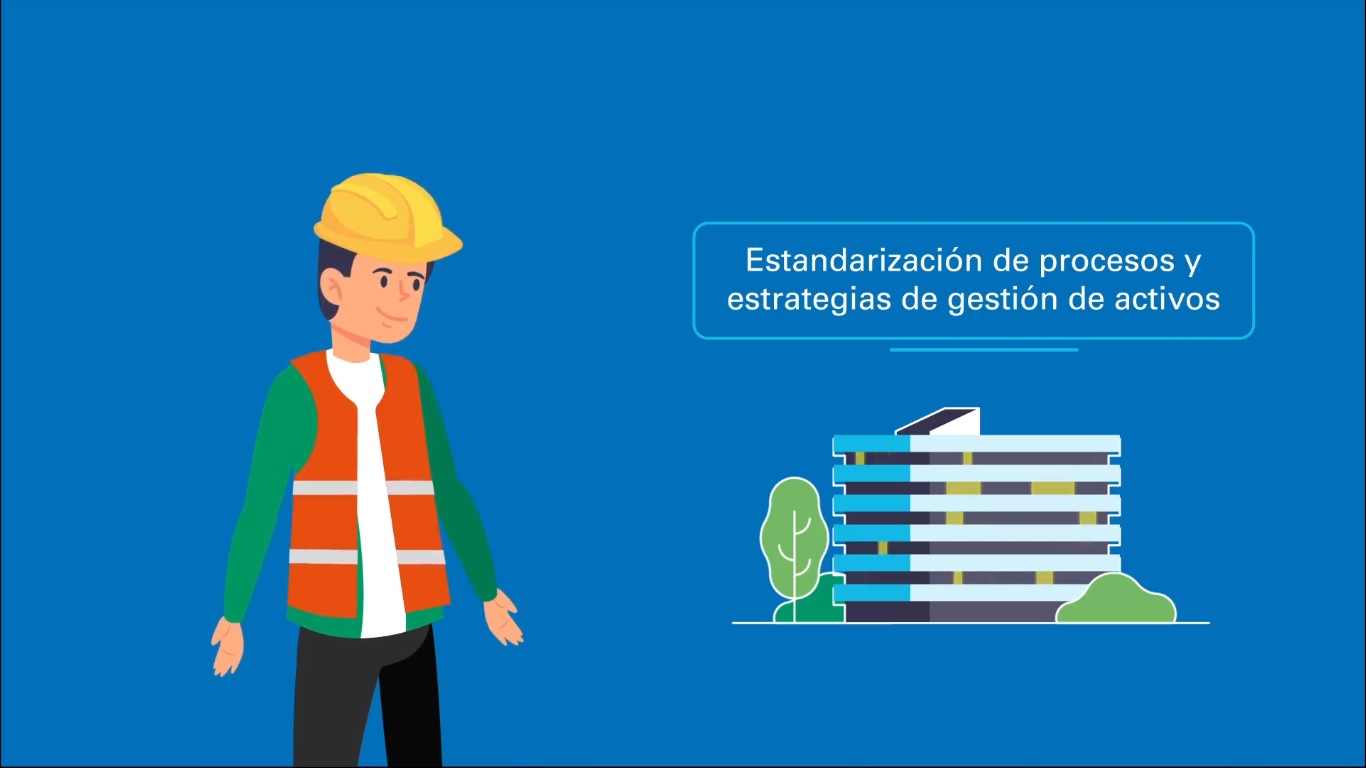 Estandarización de procesos y
estrategias de gestión de activos